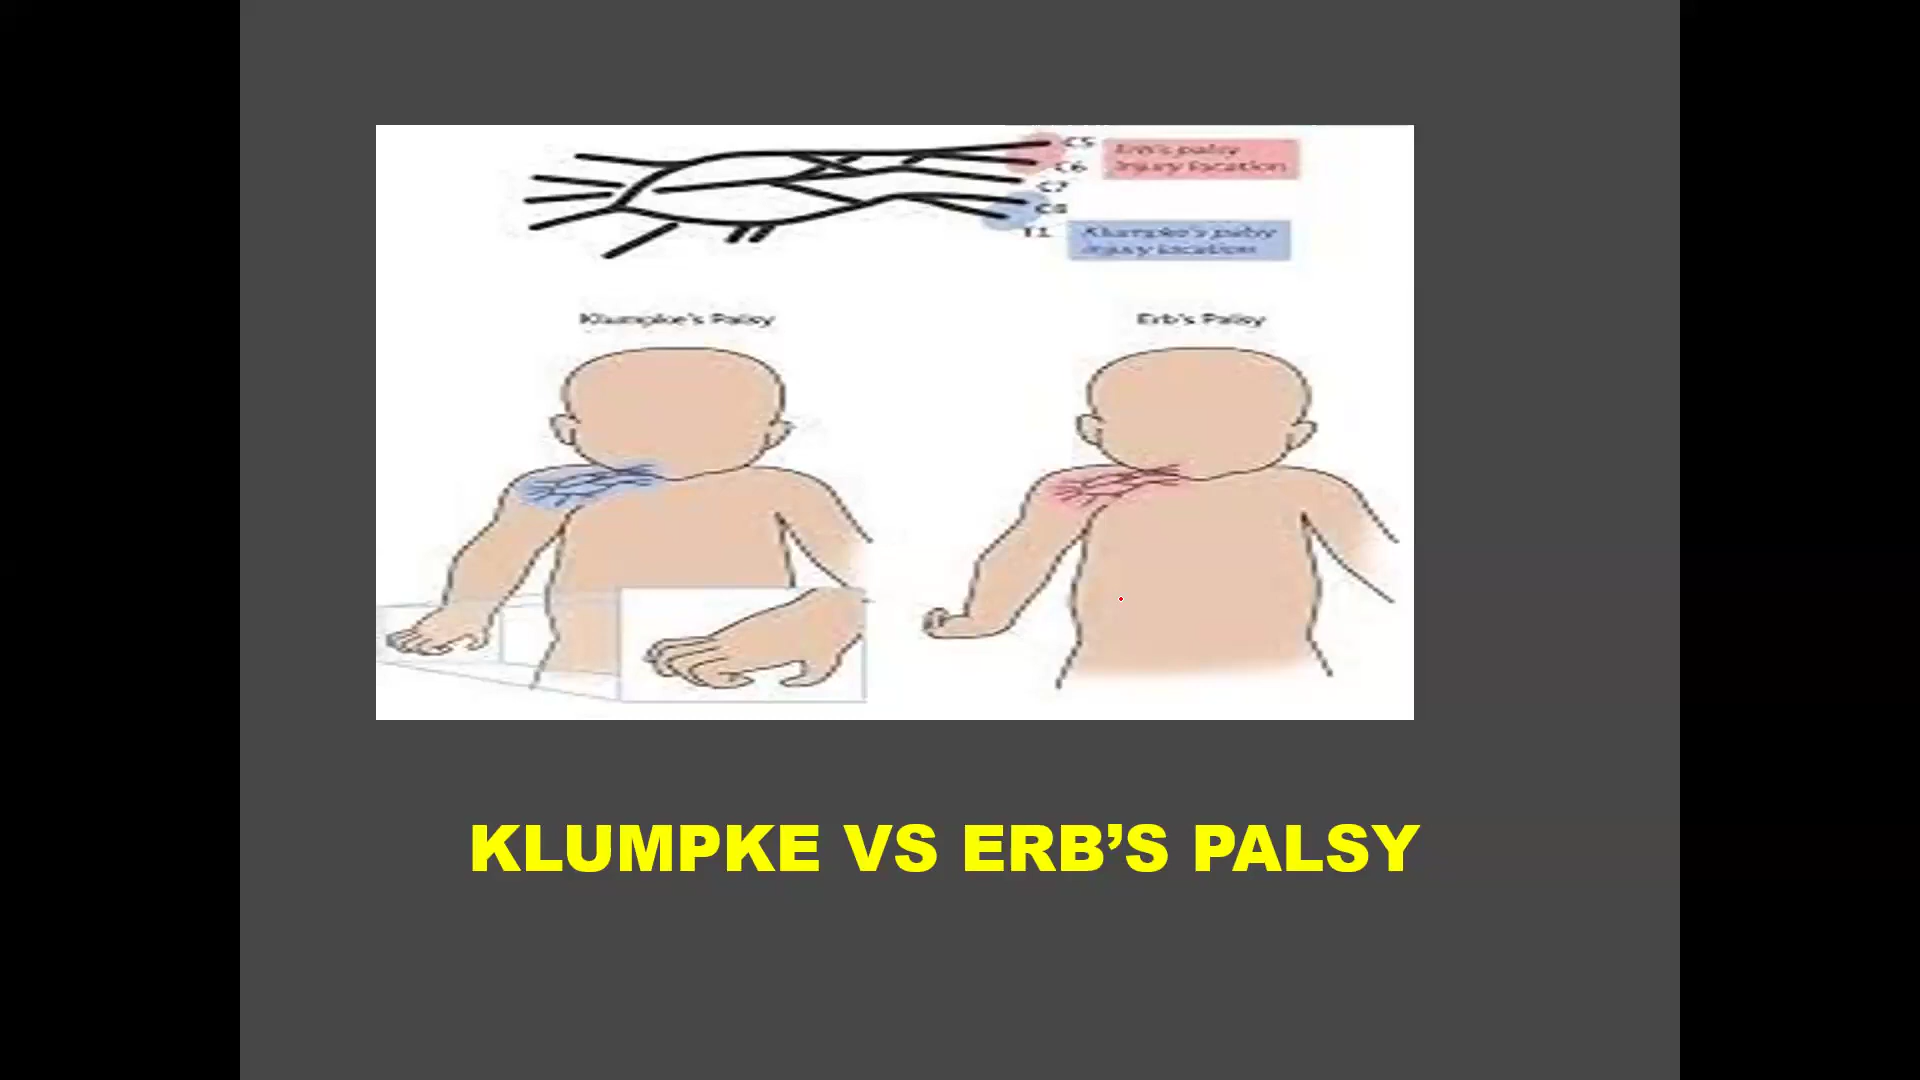 C5
Erb's palsy
injury location
C6
C7
C8
T1
Klumpke's palsy
injury location
Klumpke's Palsy
Erb's Palsy
KLUMPKE VS ERB’S PALSY